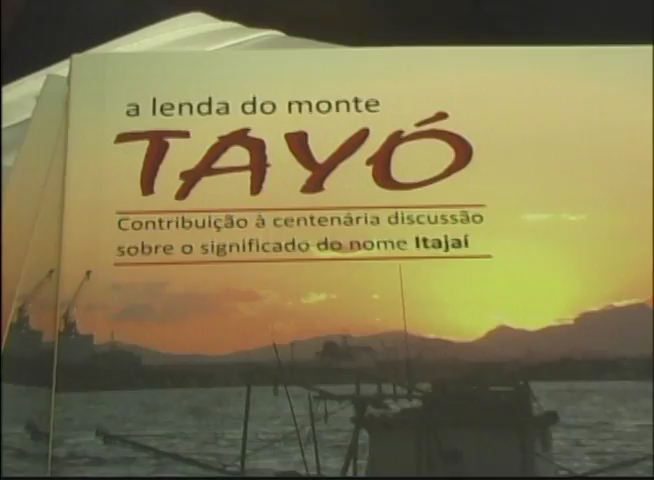 a lenda do monte
TAYÓ
Contribuição à centenária discussão
sobre o significado do nome Itajaí